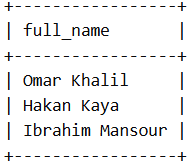 +-----------------+
| full_name       |
+-----------------+
| Omar Khalil     |
| Hakan Kaya      |
| Ibrahim Mansour |
+-----------------+